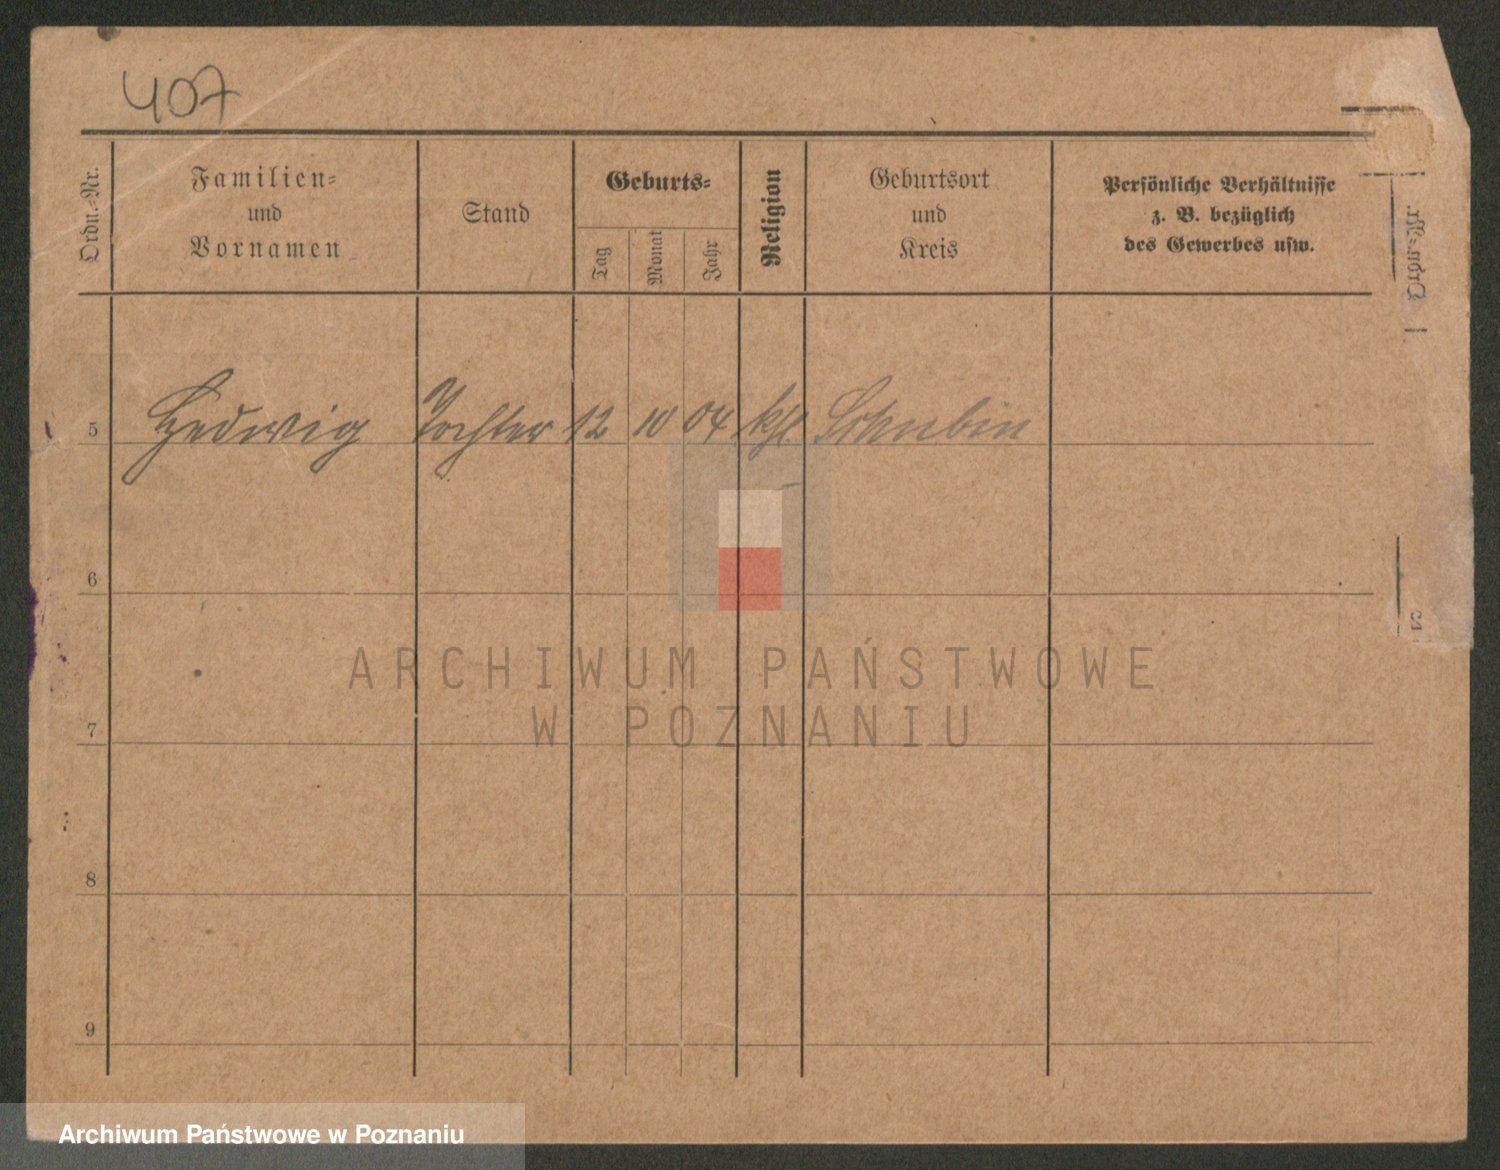 407
Ordn.-Nr.
Familien-
und
Vornamen
Stand
Geburts-
Tag
Monat
Jahr
Religion
Geburtsort
und
Kreis
Persönliche Verhältnisse
z. B. bezüglich
des Gewerbes usw.
Ordn.-Nr.
5 Hedwig Tochter 12 10 04 kth. Schubin
6
7
8
9
ARCHIWUM PAŃSTWOWE
W POZNANIU
Archiwum Państwowe w Poznaniu